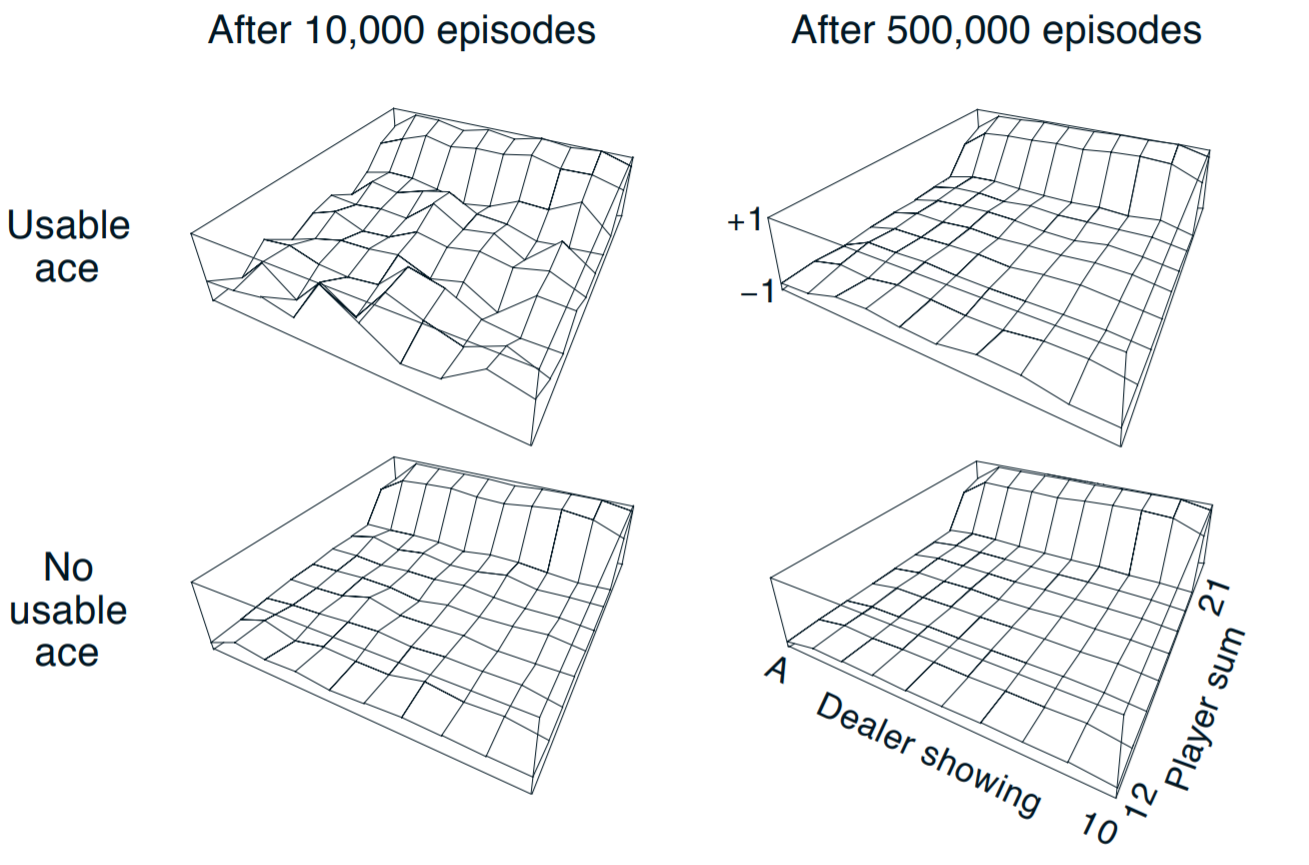 After 10,000 episodes
After 500,000 episodes
Usable
ace
+1
−1
No
usable
ace
A
Dealer showing
10
12
Player sum
21